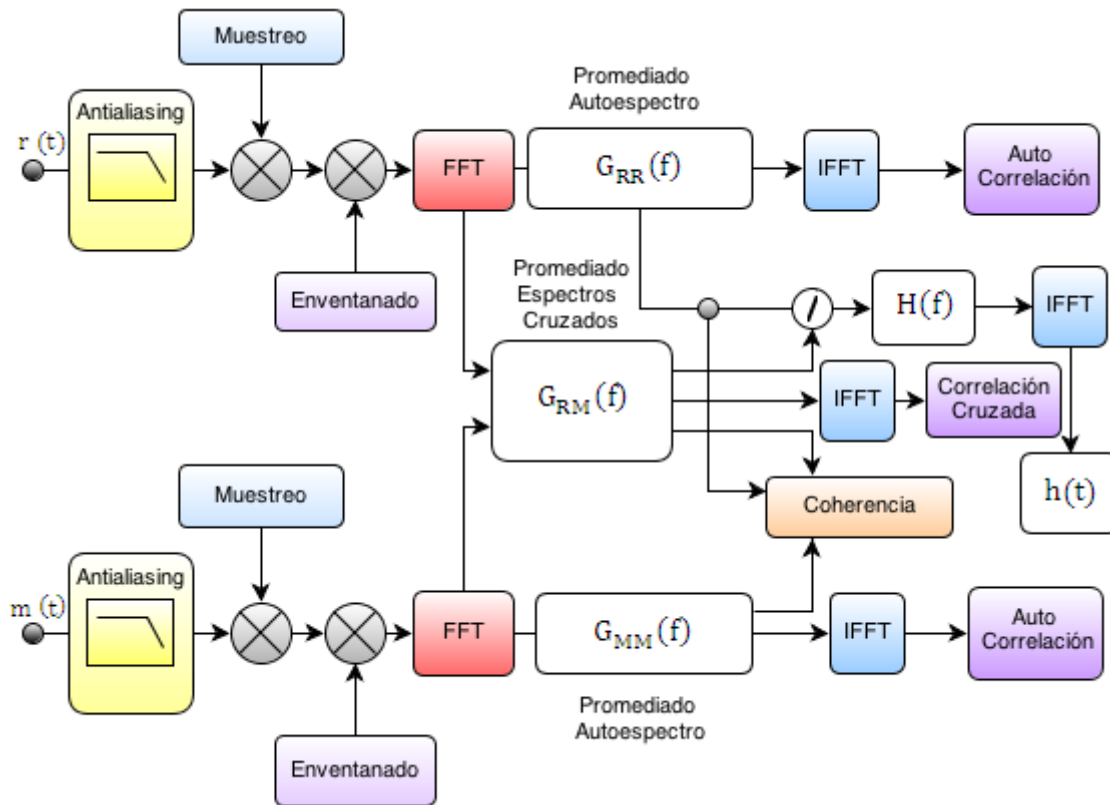 Muestreo
Promediado
Autoespectro
Antialiasing
r (t)
FFT
G_RR(f)
IFFT
Auto
Correlación
Enventanado
Promediado
Espectros
Cruzados
H(f)
IFFT
G_RM(f)
IFFT
Correlación
Cruzada
Muestreo
h(t)
Coherencia
Antialiasing
m (t)
FFT
G_MM(f)
IFFT
Auto
Correlación
Promediado
Autoespectro
Enventanado